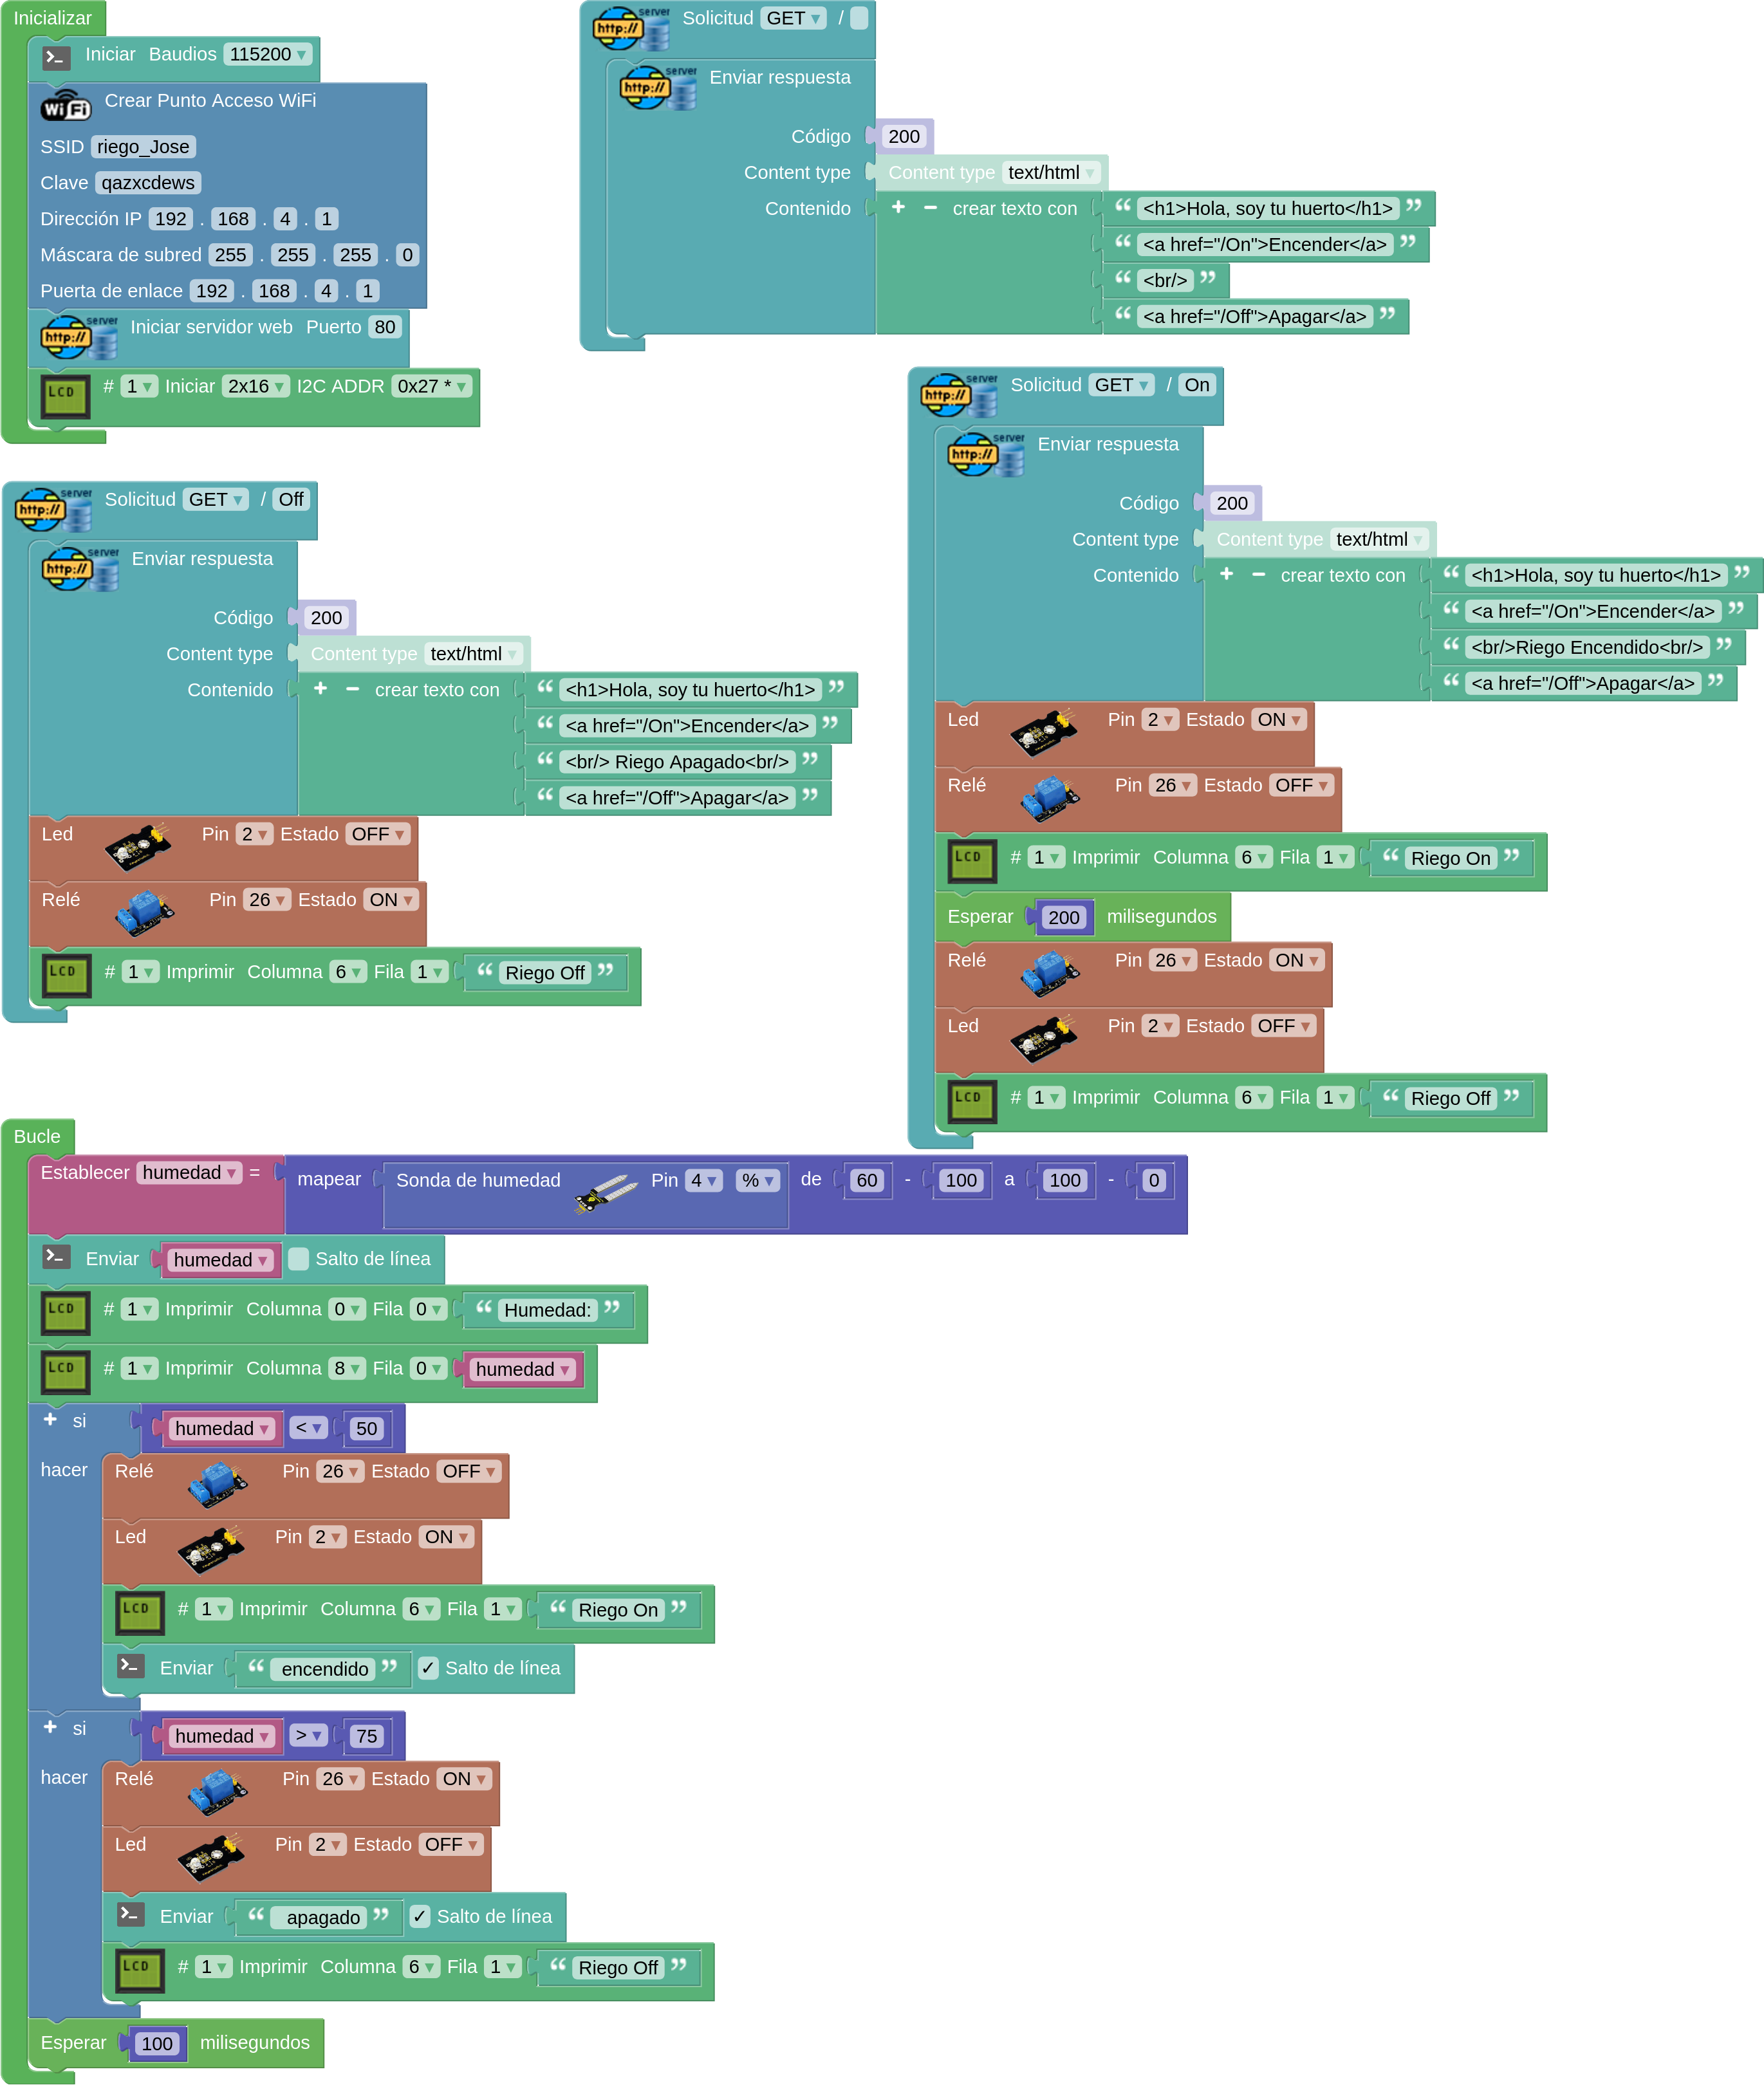 Inicializar
Iniciar Baudios 115200
WiFi Crear Punto Acceso WiFi
SSID riego_Jose
Clave qazxcdews
Dirección IP 192 . 168 . 4 . 1
Máscara de subred 255 . 255 . 255 . 0
Puerta de enlace 192 . 168 . 4 . 1
http:// server Iniciar servidor web Puerto 80
LCD # 1 Iniciar 2x16 I2C ADDR 0x27 *
http:// server Solicitud GET /
http:// server Enviar respuesta
Código 200
Content type Content type text/html
Contenido + − crear texto con “ <h1>Hola, soy tu huerto</h1> ”
“ <a href="/On">Encender</a> ”
“ <br/> ”
“ <a href="/Off">Apagar</a> ”
http:// server Solicitud GET / On
http:// server Enviar respuesta
Código 200
Content type Content type text/html
Contenido + − crear texto con “ <h1>Hola, soy tu huerto</h1> ”
“ <a href="/On">Encender</a> ”
“ <br/>Riego Encendido<br/> ”
“ <a href="/Off">Apagar</a> ”
Led Pin 2 Estado ON
Relé Pin 26 Estado OFF
LCD # 1 Imprimir Columna 6 Fila 1 “ Riego On ”
Esperar 200 milisegundos
Relé Pin 26 Estado ON
Led Pin 2 Estado OFF
LCD # 1 Imprimir Columna 6 Fila 1 “ Riego Off ”
http:// server Solicitud GET / Off
http:// server Enviar respuesta
Código 200
Content type Content type text/html
Contenido + − crear texto con “ <h1>Hola, soy tu huerto</h1> ”
“ <a href="/On">Encender</a> ”
“ <br/> Riego Apagado<br/> ”
“ <a href="/Off">Apagar</a> ”
Led Pin 2 Estado OFF
Relé Pin 26 Estado ON
LCD # 1 Imprimir Columna 6 Fila 1 “ Riego Off ”
Bucle
Establecer humedad = mapear Sonda de humedad Pin 4 % de 60 - 100 a 100 - 0
Enviar humedad Salto de línea
LCD # 1 Imprimir Columna 0 Fila 0 “ Humedad: ”
LCD # 1 Imprimir Columna 8 Fila 0 humedad
+ si humedad < 50
hacer Relé Pin 26 Estado OFF
Led Pin 2 Estado ON
LCD # 1 Imprimir Columna 6 Fila 1 “ Riego On ”
Enviar “ encendido ” ✓ Salto de línea
+ si humedad > 75
hacer Relé Pin 26 Estado ON
Led Pin 2 Estado OFF
Enviar “ apagado ” ✓ Salto de línea
LCD # 1 Imprimir Columna 6 Fila 1 “ Riego Off ”
Esperar 100 milisegundos